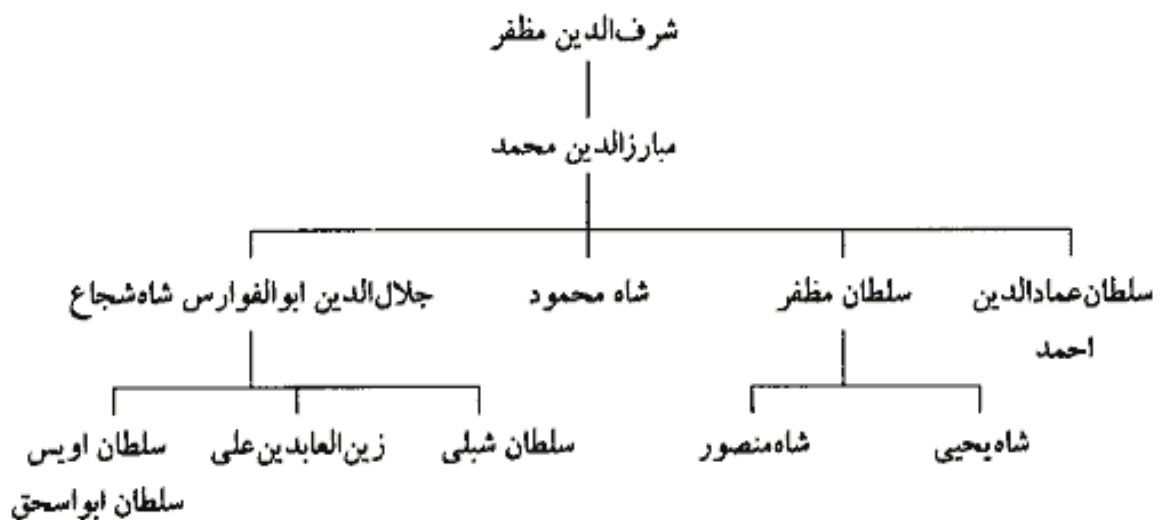 شرف‌الدین مظفر
مبارزالدین محمد
سلطان‌عمادالدین احمد
سلطان مظفر
شاه محمود
جلال‌الدین ابوالفوارس شاه‌شجاع
شاه‌یحیی
شاه‌منصور
سلطان شبلی
زین‌العابدین‌علی
سلطان اویس
سلطان ابواسحق